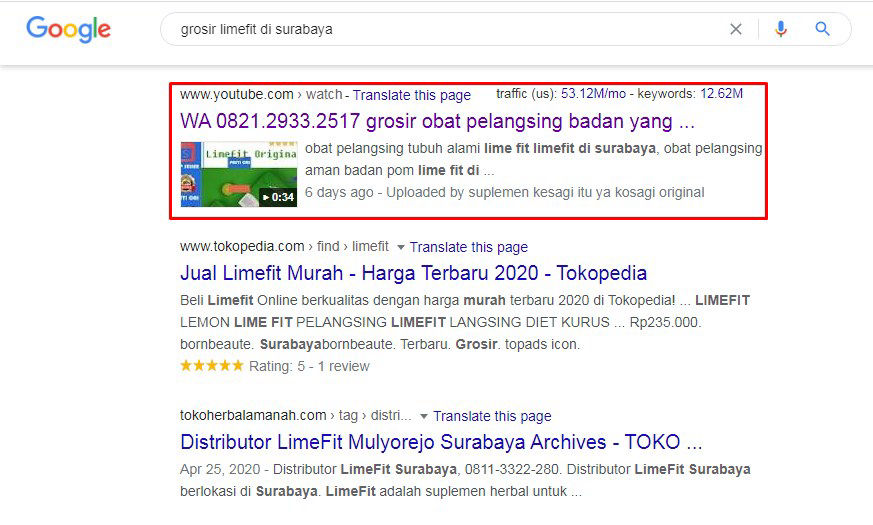 Google
grosir limefit di surabaya
www.youtube.com › watch - Translate this page traffic (us): 53.12M/mo - keywords: 12.62M
WA 0821.2933.2517 grosir obat pelangsing badan yang ...
Limefit Origina
obat pelangsing tubuh alami lime fit limefit di surabaya, obat pelangsing
aman badan pom lime fit di ...
0:34
6 days ago - Uploaded by suplemen kesagi itu ya kosagi original
www.tokopedia.com › find › limefit Translate this page
Jual Limefit Murah - Harga Terbaru 2020 - Tokopedia
Beli Limefit Online berkualitas dengan harga murah terbaru 2020 di Tokopedia! ... LIMEFIT
LEMON LIME FIT PELANGSING LIMEFIT LANGSING DIET KURUS ... Rp235.000.
bornbeaute. Surabayabornbeaute. Terbaru. Grosir. topads icon.
Rating: 5 - 1 review
tokoherbalamanah.com › tag › distri... Translate this page
Distributor LimeFit Mulyorejo Surabaya Archives - TOKO ...
Apr 25, 2020 - Distributor LimeFit Surabaya, 0811-3322-280. Distributor LimeFit Surabaya
berlokasi di Surabaya. LimeFit adalah suplemen herbal untuk ...